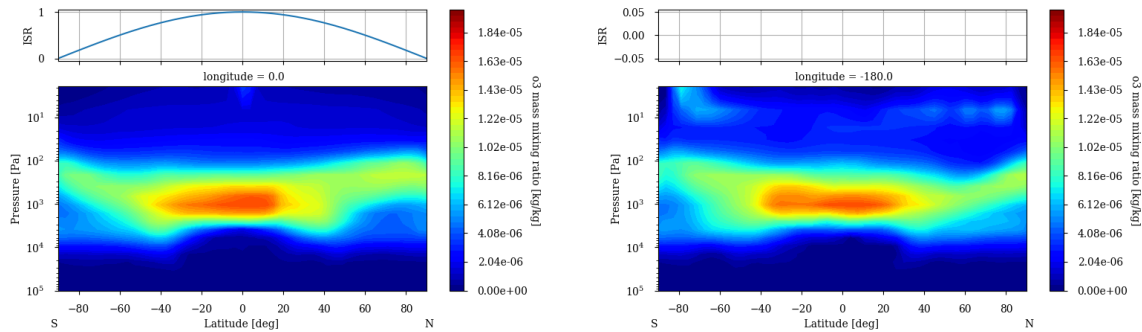 1
ISR
0
longitude = 0.0
10¹
10²
10³
10⁴
10⁵
Pressure [Pa]
−80 −60 −40 −20 0 20 40 60 80
S Latitude [deg] N
1.84e-05
1.63e-05
1.43e-05
1.22e-05
1.02e-05
8.16e-06
6.12e-06
4.08e-06
2.04e-06
0.00e+00
o3 mass mixing ratio [kg/kg]
0.05
0.00
−0.05
ISR
longitude = -180.0
10¹
10²
10³
10⁴
10⁵
Pressure [Pa]
−80 −60 −40 −20 0 20 40 60 80
S Latitude [deg] N
1.84e-05
1.63e-05
1.43e-05
1.22e-05
1.02e-05
8.16e-06
6.12e-06
4.08e-06
2.04e-06
0.00e+00
o3 mass mixing ratio [kg/kg]